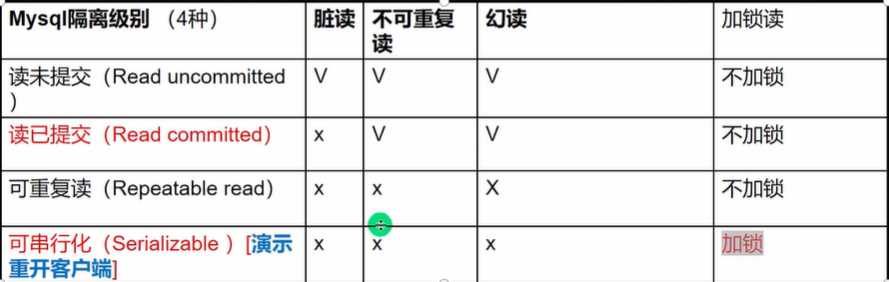 Mysql隔离级别 （4种） 脏读 不可重复 幻读 加锁读
读
读未提交（Read uncommitted V V V 不加锁
）
读已提交（Read committed） x V V 不加锁
可重复读（Repeatable read） x x X 不加锁
可串行化（Serializable ）[演示 x x x 加锁
重开客户端]